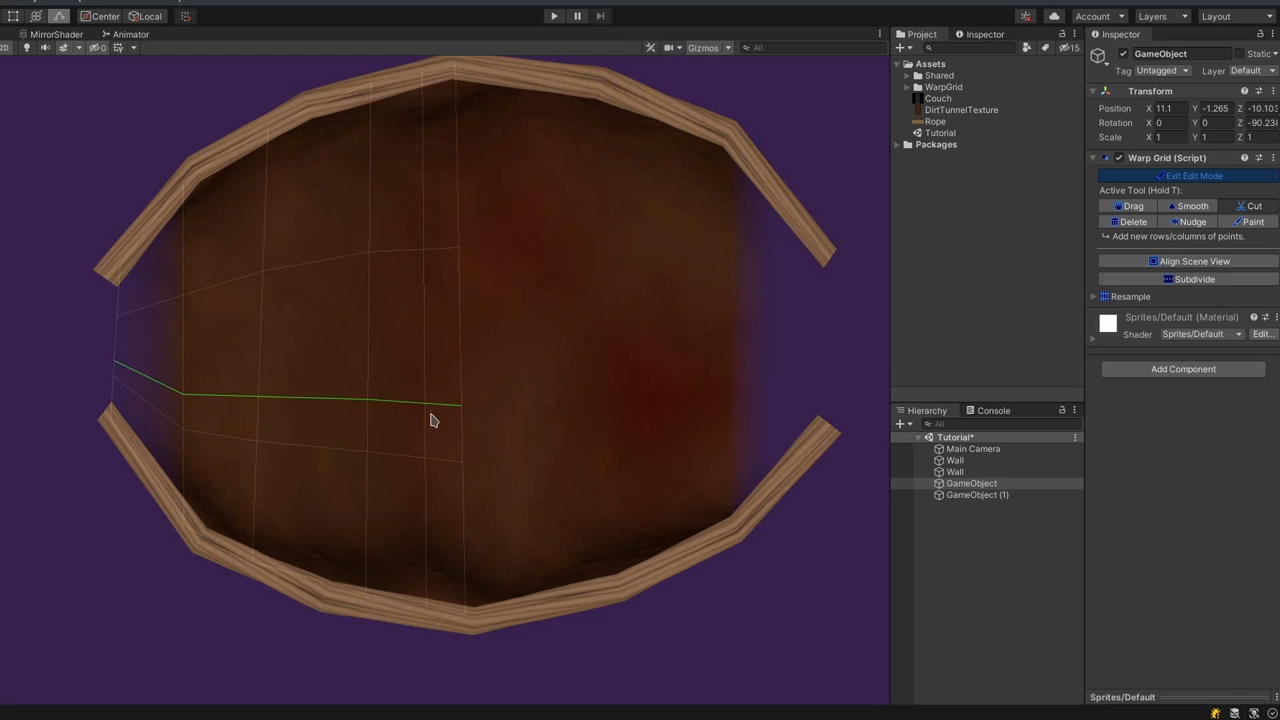 Center Local Account Layers Layout
MirrorShader Animator Project Inspector Inspector
2D 0 Gizmos All 15
Assets
Shared
WarpGrid
Couch
DirtTunnelTexture
Rope
Tutorial
Packages
GameObject Static
Tag Untagged Layer Default
Transform
Position X 11.1 Y -1.265 Z -10.103
Rotation X 0 Y 0 Z -90.238
Scale X 1 Y 1 Z 1
Warp Grid (Script)
Exit Edit Mode
Active Tool (Hold T):
Drag Smooth Cut
Delete Nudge Paint
↳ Add new rows/columns of points.
Align Scene View
Subdivide
Resample
Sprites/Default (Material)
Shader Sprites/Default Edit...
Add Component
Hierarchy Console
All
Tutorial*
Main Camera
Wall
Wall
GameObject
GameObject (1)
Sprites/Default